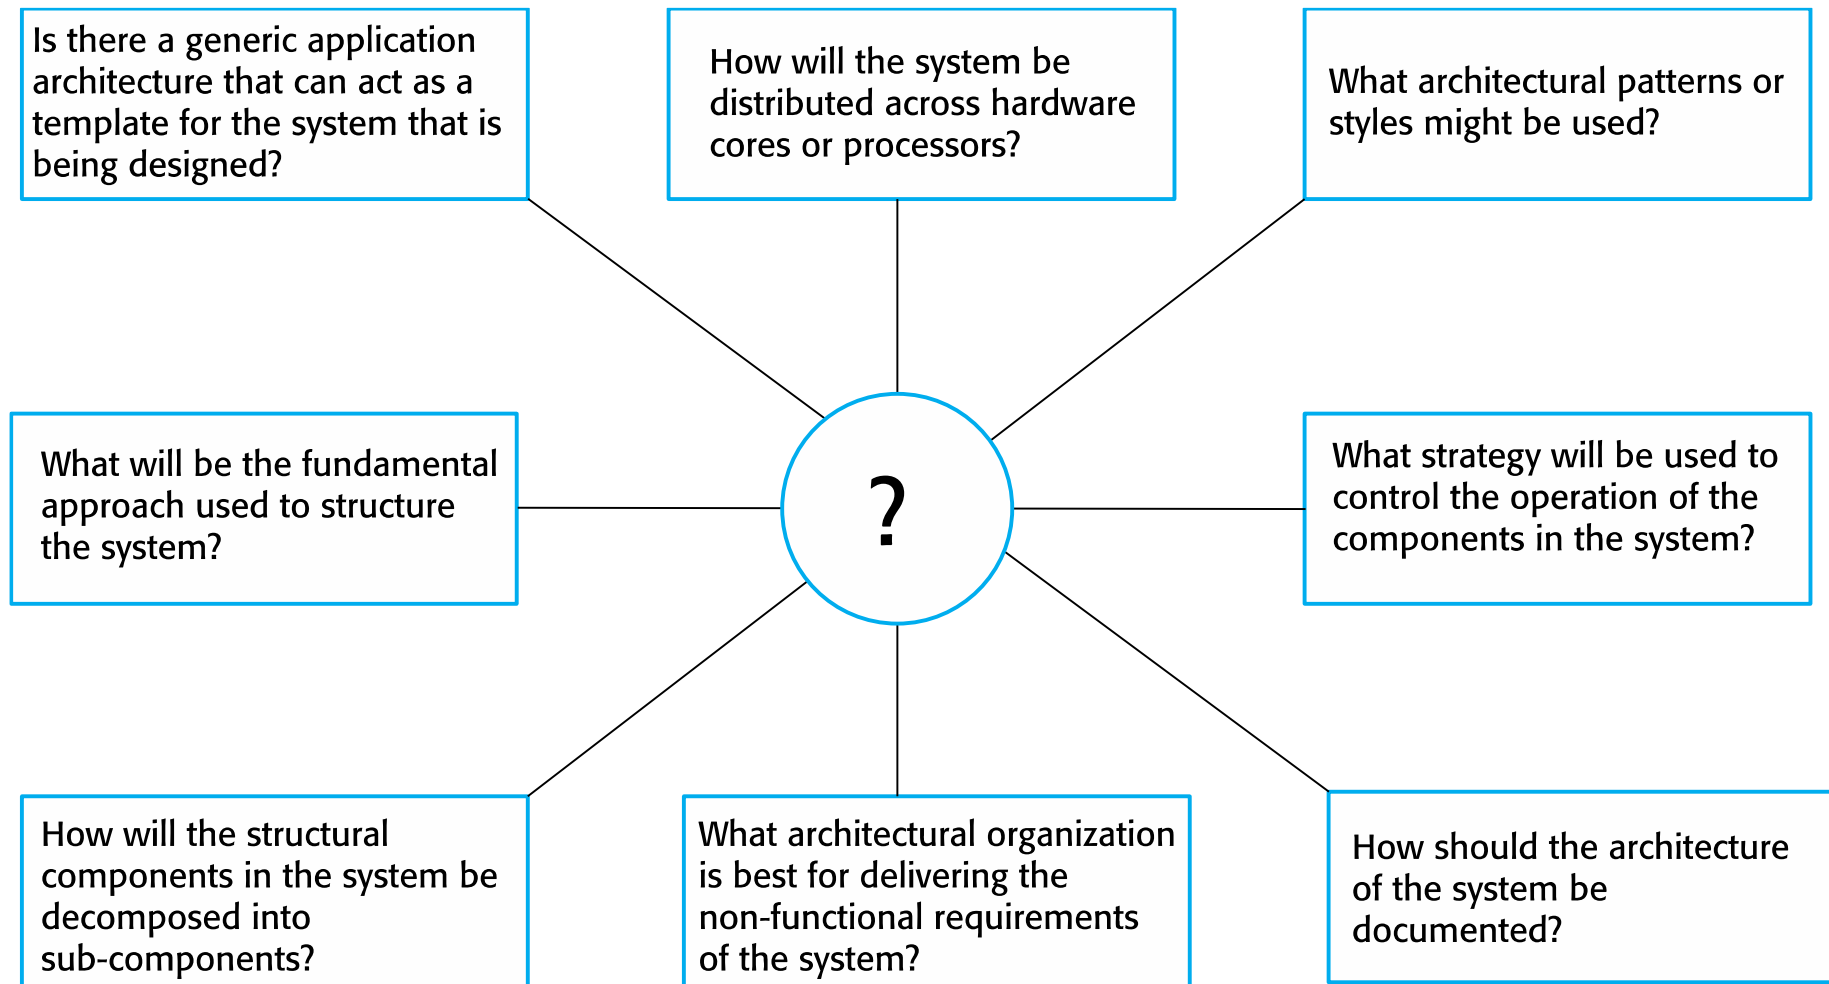 Is there a generic application
architecture that can act as a
template for the system that is
being designed?
How will the system be
distributed across hardware
cores or processors?
What architectural patterns or
styles might be used?
What will be the fundamental
approach used to structure
the system?
?
What strategy will be used to
control the operation of the
components in the system?
How will the structural
components in the system be
decomposed into
sub-components?
What architectural organization
is best for delivering the
non-functional requirements
of the system?
How should the architecture
of the system be
documented?